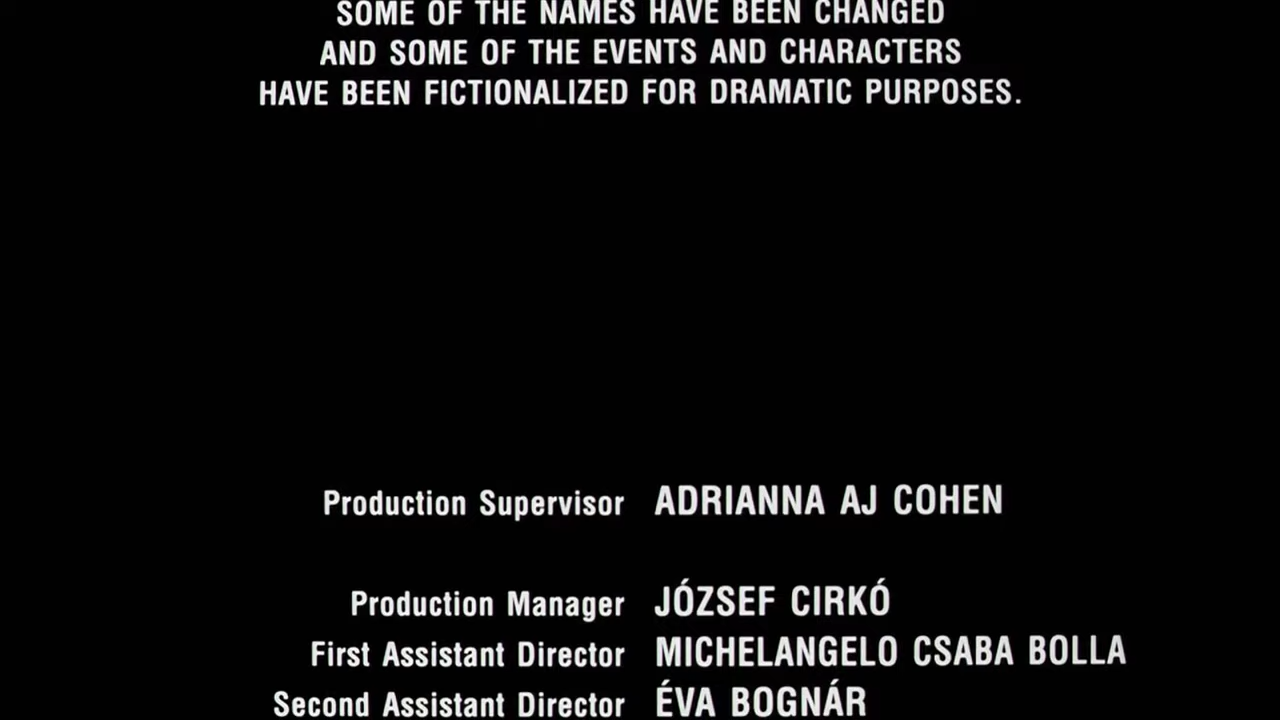 SOME OF THE NAMES HAVE BEEN CHANGED
AND SOME OF THE EVENTS AND CHARACTERS
HAVE BEEN FICTIONALIZED FOR DRAMATIC PURPOSES.
Production Supervisor ADRIANNA AJ COHEN
Production Manager JÓZSEF CIRKÓ
First Assistant Director MICHELANGELO CSABA BOLLA
Second Assistant Director ÉVA BOGNÁR